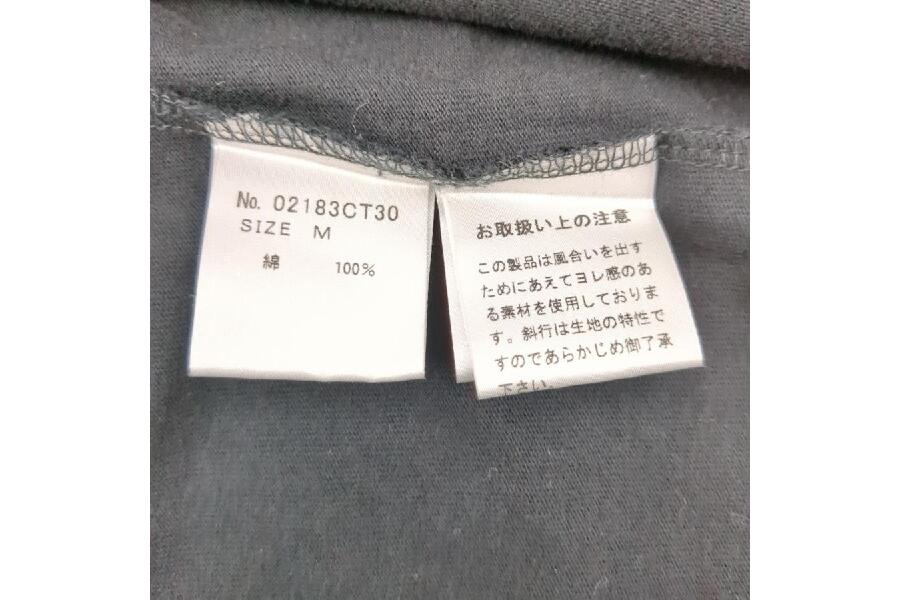 No. 02183CT30
SIZE M
綿 100%
お取扱い上の注意
この製品は風合いを出す
ためにあえてヨレ感のあ
る素材を使用しておりま
す。斜行は生地の特性で
すのであらかじめ御了承
下さい。